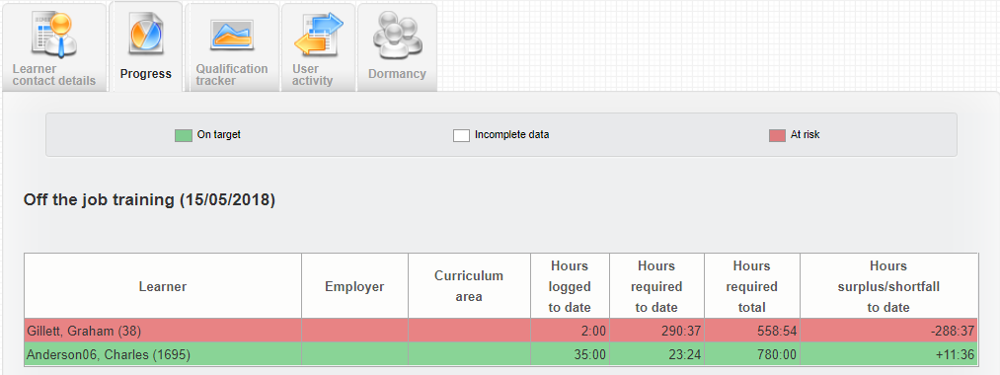 Learner
contact details
Progress
Qualification
tracker
User
activity
Dormancy
On target
Incomplete data
At risk
Off the job training (15/05/2018)
Learner
Employer
Curriculum
area
Hours
logged
to date
Hours
required
to date
Hours
required
total
Hours
surplus/shortfall
to date
Gillett, Graham (38) 2:00 290:37 558:54 -288:37
Anderson06, Charles (1695) 35:00 23:24 780:00 +11:36